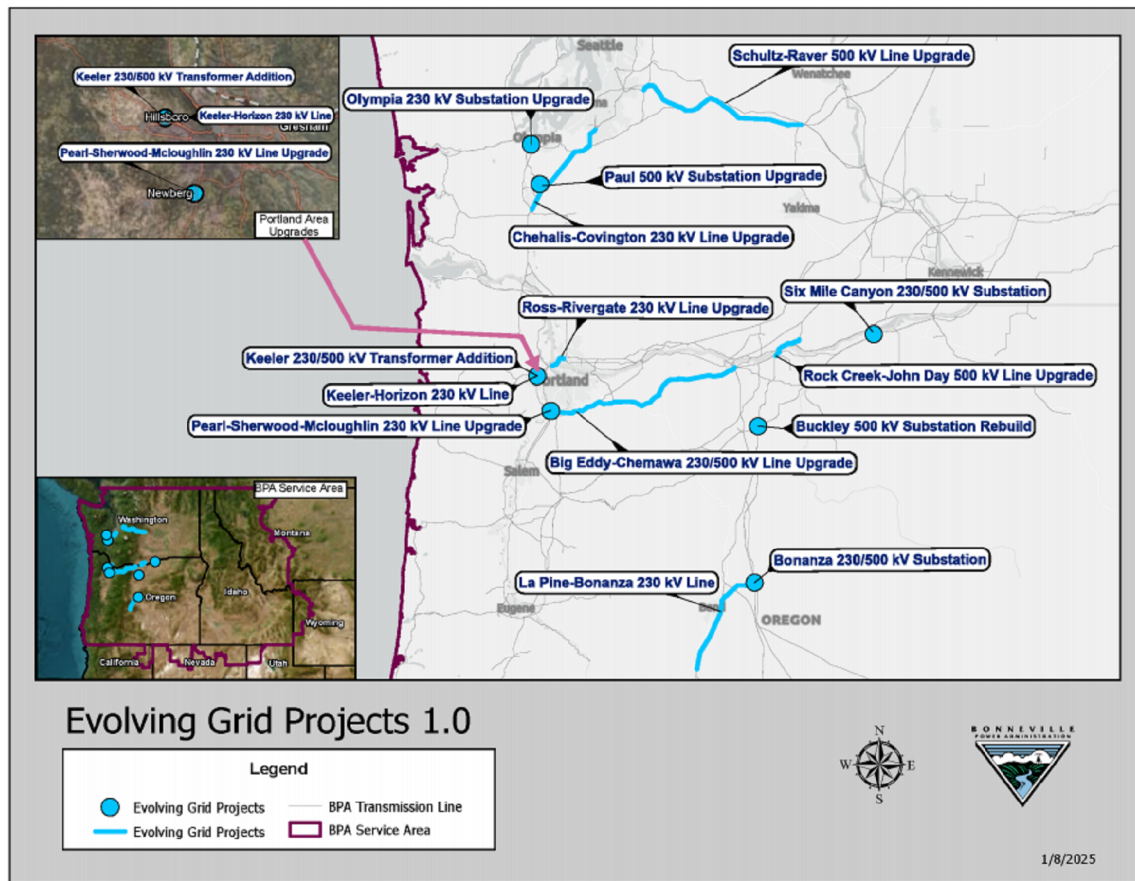 Keeler 230/500 kV Transformer Addition
Hillsboro
Keeler-Horizon 230 kV Line
Gresham
Pearl-Sherwood-Mcloughlin 230 kV Line Upgrade
Newberg
Portland Area
Upgrades
Seattle
Schultz-Raver 500 kV Line Upgrade
Wenatchee
Olympia 230 kV Substation Upgrade
Olympia
Paul 500 kV Substation Upgrade
Yakima
Chehalis-Covington 230 kV Line Upgrade
Kennewick
Six Mile Canyon 230/500 kV Substation
Ross-Rivergate 230 kV Line Upgrade
Keeler 230/500 kV Transformer Addition
Portland
Rock Creek-John Day 500 kV Line Upgrade
Keeler-Horizon 230 kV Line
Pearl-Sherwood-Mcloughlin 230 kV Line Upgrade
Buckley 500 kV Substation Rebuild
Big Eddy-Chemawa 230/500 kV Line Upgrade
Salem
BPA Service Area
Washington
Montana
Oregon
Idaho
Wyoming
California
Nevada
Utah
Bonanza 230/500 kV Substation
La Pine-Bonanza 230 kV Line
Eugene
Bend
OREGON
Evolving Grid Projects 1.0
Legend
Evolving Grid Projects
BPA Transmission Line
Evolving Grid Projects
BPA Service Area
N
W
E
S
BONNEVILLE
POWER ADMINISTRATION
1/8/2025